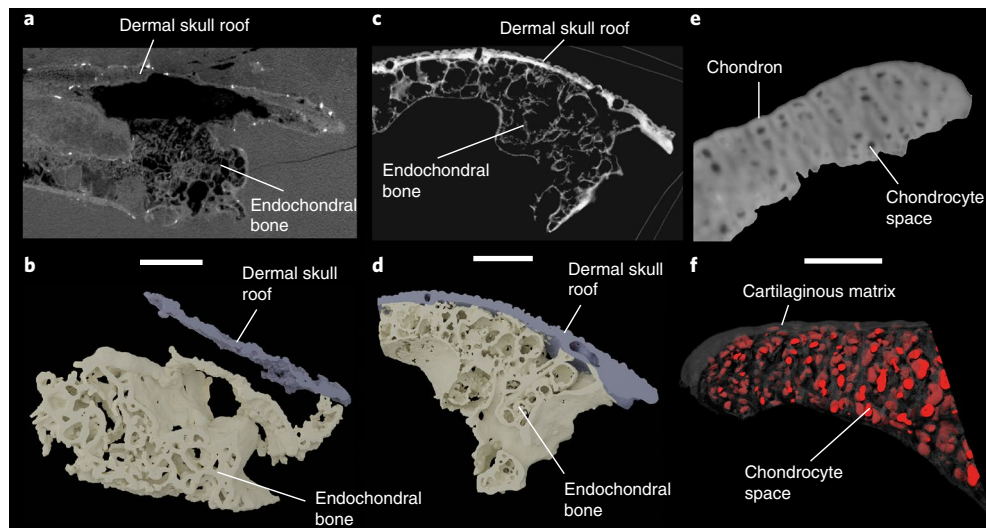 a
Dermal skull roof
Endochondral
bone
b
Dermal skull
roof
Endochondral
bone
c
Dermal skull roof
Endochondral
bone
d
Dermal skull
roof
Endochondral
bone
e
Chondron
Chondrocyte
space
f
Cartilaginous matrix
Chondrocyte
space